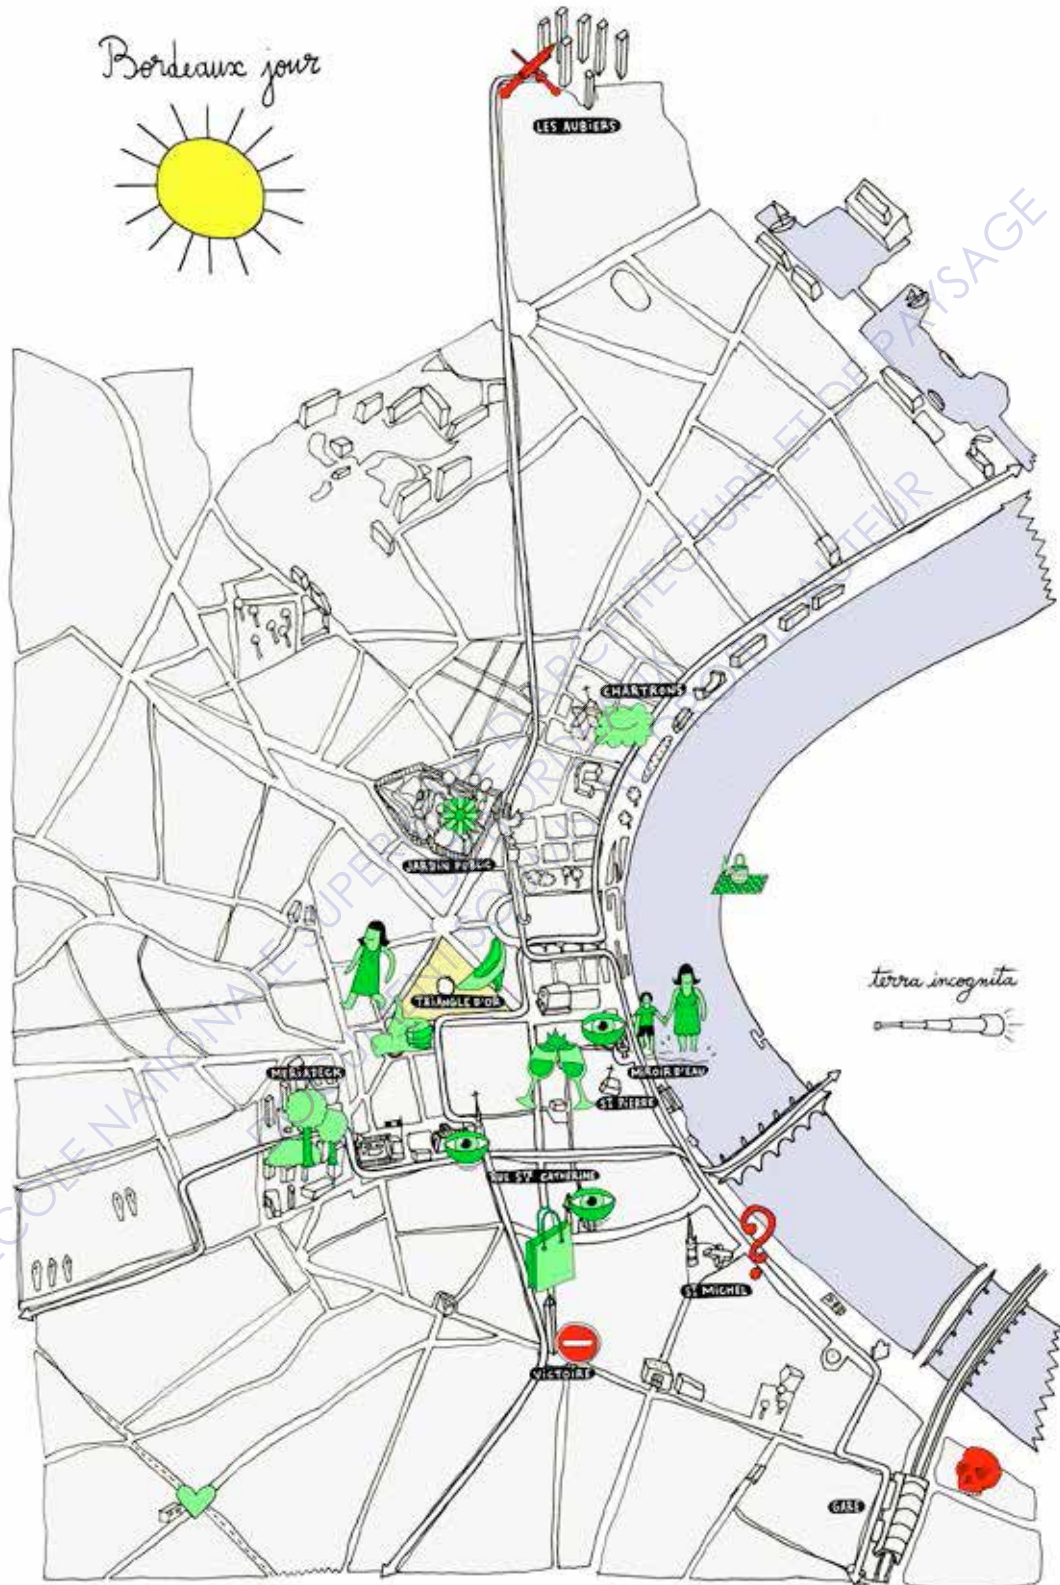 Bordeaux jour
LES AUBIERS
CHARTRONS
JARDIN PUBLIC
TRIANGLE D'OR
terra incognita
MERIADECK
MIROIR D'EAU
ST PIERRE
RUE STE CATHERINE
ST MICHEL
VICTOIRE
GARE